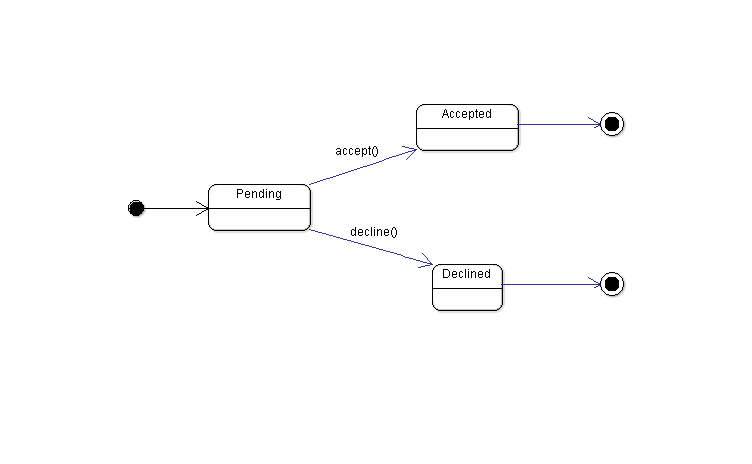 Accepted
accept()
Pending
decline()
Declined